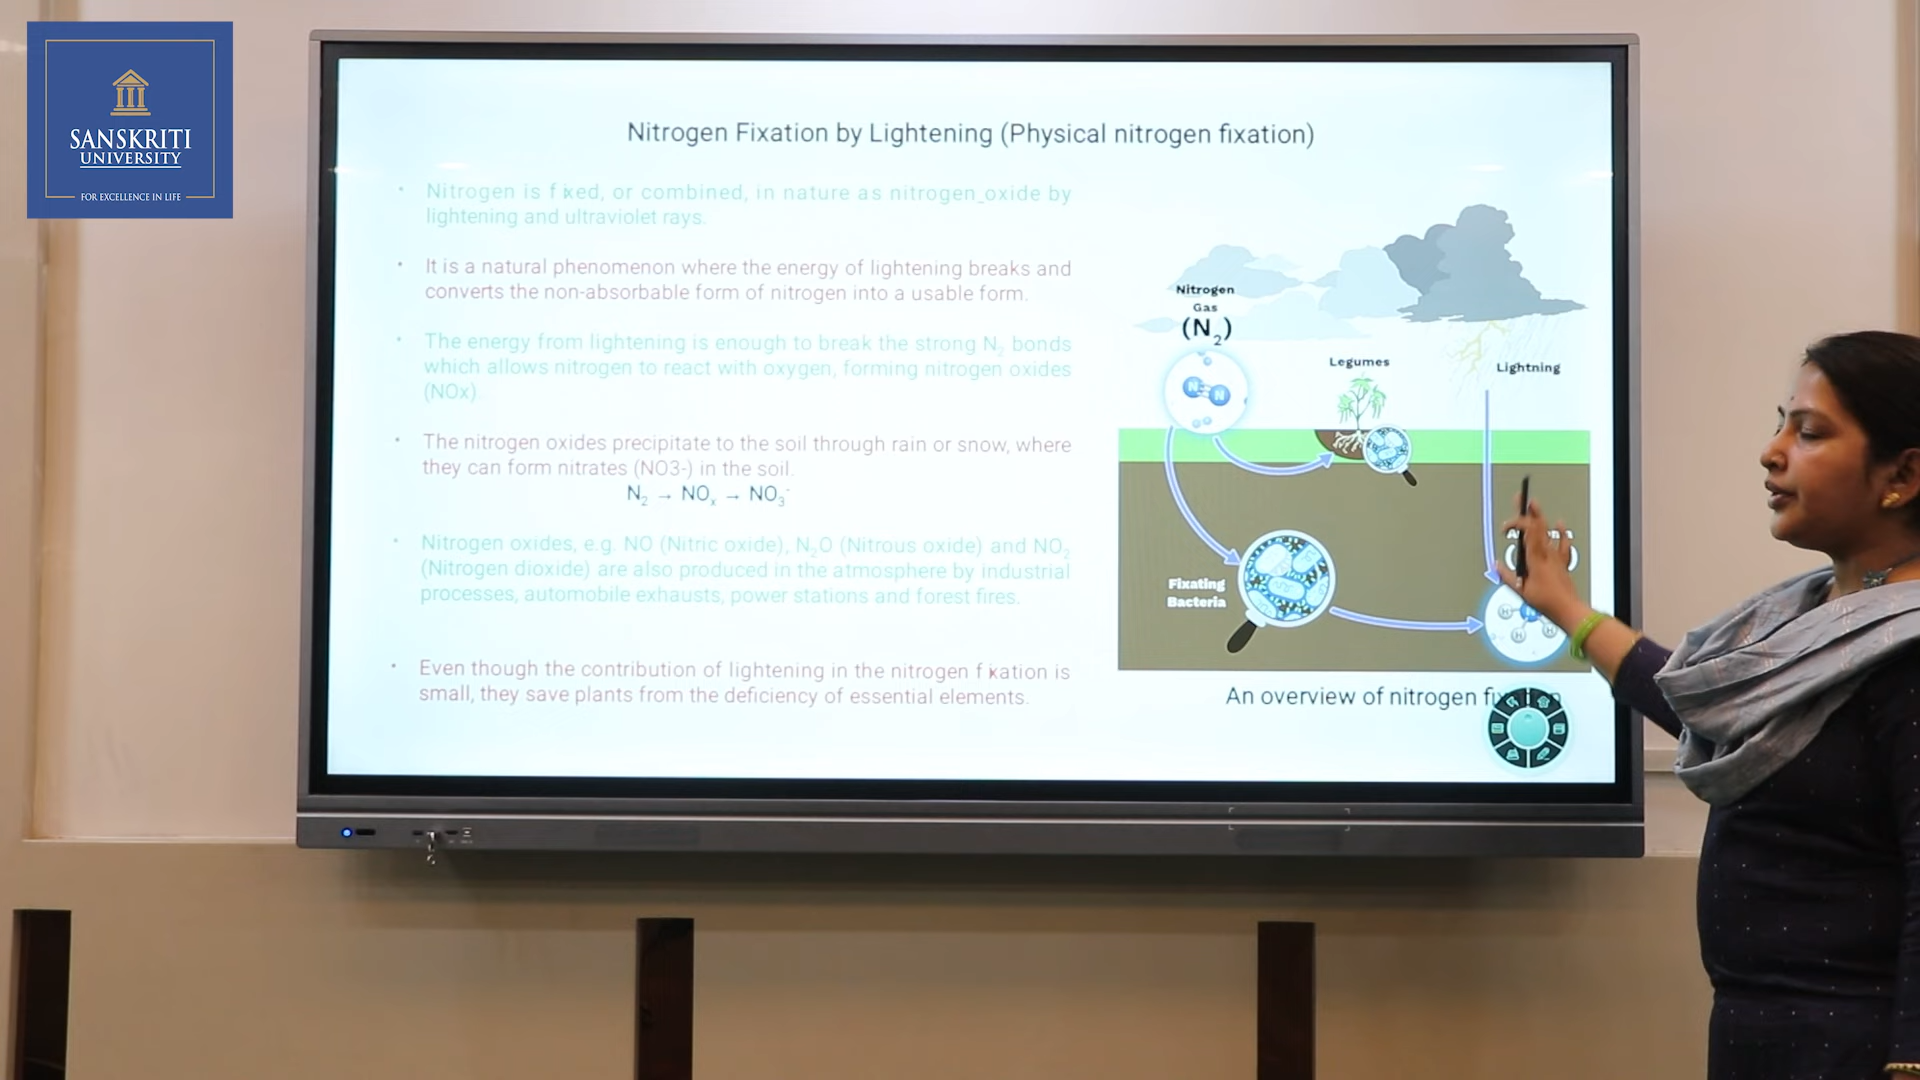 SANSKRITI
UNIVERSITY
FOR EXCELLENCE IN LIFE
Nitrogen Fixation by Lightening (Physical nitrogen fixation)
• Nitrogen is fixed, or combined, in nature as nitrogen_oxide by
lightening and ultraviolet rays.
• It is a natural phenomenon where the energy of lightening breaks and
converts the non-absorbable form of nitrogen into a usable form.
• The energy from lightening is enough to break the strong N₂ bonds
which allows nitrogen to react with oxygen, forming nitrogen oxides
(NOx).
• The nitrogen oxides precipitate to the soil through rain or snow, where
they can form nitrates (NO3-) in the soil.
N₂ → NOₓ → NO₃⁻
• Nitrogen oxides, e.g. NO (Nitric oxide), N₂O (Nitrous oxide) and NO₂
(Nitrogen dioxide) are also produced in the atmosphere by industrial
processes, automobile exhausts, power stations and forest fires.
• Even though the contribution of lightening in the nitrogen fixation is
small, they save plants from the deficiency of essential elements.
Nitrogen
Gas
(N₂)
Legumes
Lightning
N N
Fixating
Bacteria
H N
H H
An overview of nitrogen